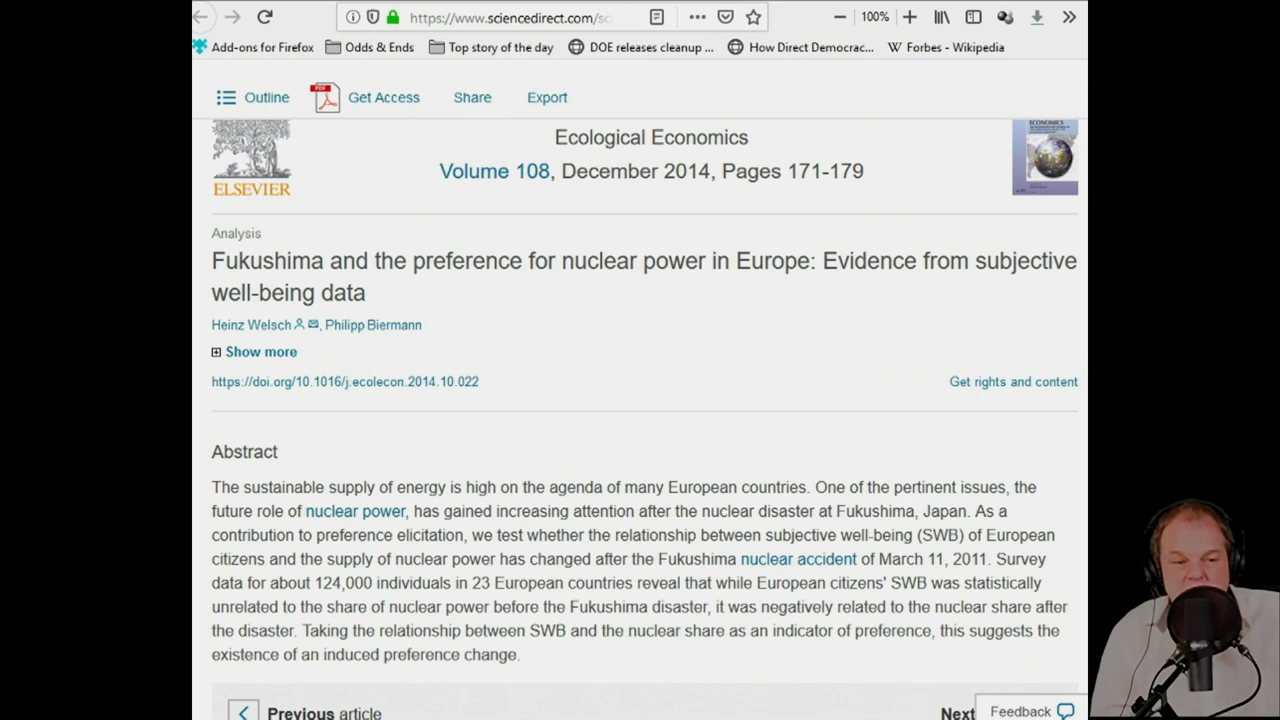 https://www.sciencedirect.com/sc
100%
Add-ons for Firefox
Odds & Ends
Top story of the day
DOE releases cleanup ...
How Direct Democrac...
W Forbes - Wikipedia
Outline
PDF
Get Access
Share
Export
ELSEVIER
Ecological Economics
Volume 108, December 2014, Pages 171-179
ECONOMICS
Analysis
Fukushima and the preference for nuclear power in Europe: Evidence from subjective
well-being data
Heinz Welsch, Philipp Biermann
Show more
https://doi.org/10.1016/j.ecolecon.2014.10.022
Get rights and content
Abstract
The sustainable supply of energy is high on the agenda of many European countries. One of the pertinent issues, the
future role of nuclear power, has gained increasing attention after the nuclear disaster at Fukushima, Japan. As a
contribution to preference elicitation, we test whether the relationship between subjective well-being (SWB) of European
citizens and the supply of nuclear power has changed after the Fukushima nuclear accident of March 11, 2011. Survey
data for about 124,000 individuals in 23 European countries reveal that while European citizens' SWB was statistically
unrelated to the share of nuclear power before the Fukushima disaster, it was negatively related to the nuclear share after
the disaster. Taking the relationship between SWB and the nuclear share as an indicator of preference, this suggests the
existence of an induced preference change.
Previous article
Next
Feedback